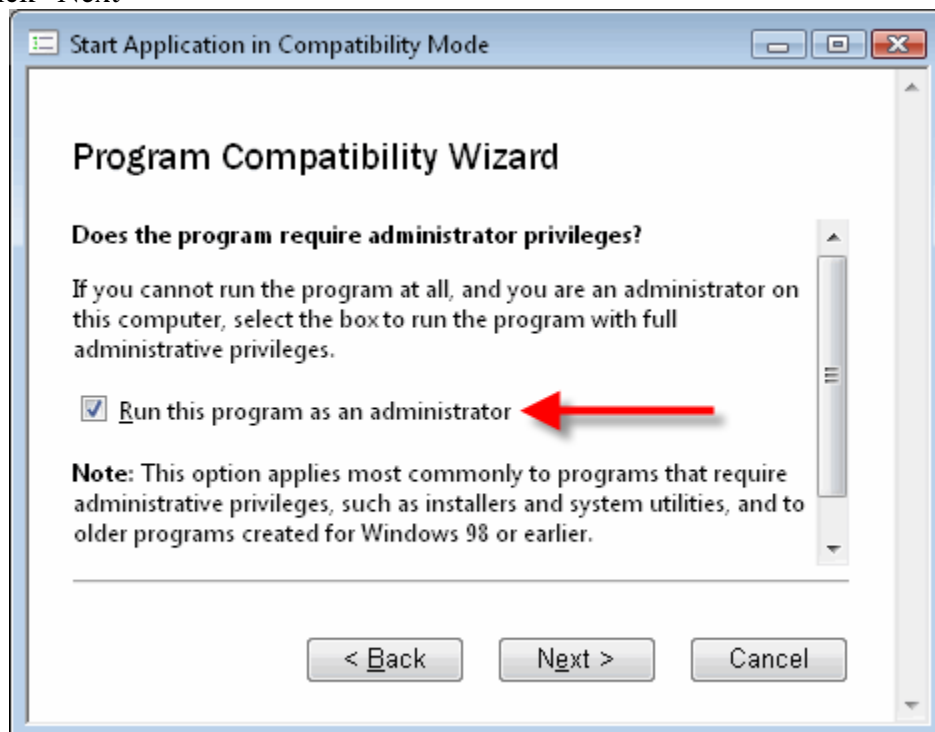 Next
Start Application in Compatibility Mode
Program Compatibility Wizard
Does the program require administrator privileges?
If you cannot run the program at all, and you are an administrator on
this computer, select the box to run the program with full
administrative privileges.
Run this program as an administrator
Note: This option applies most commonly to programs that require
administrative privileges, such as installers and system utilities, and to
older programs created for Windows 98 or earlier.
< Back Next > Cancel